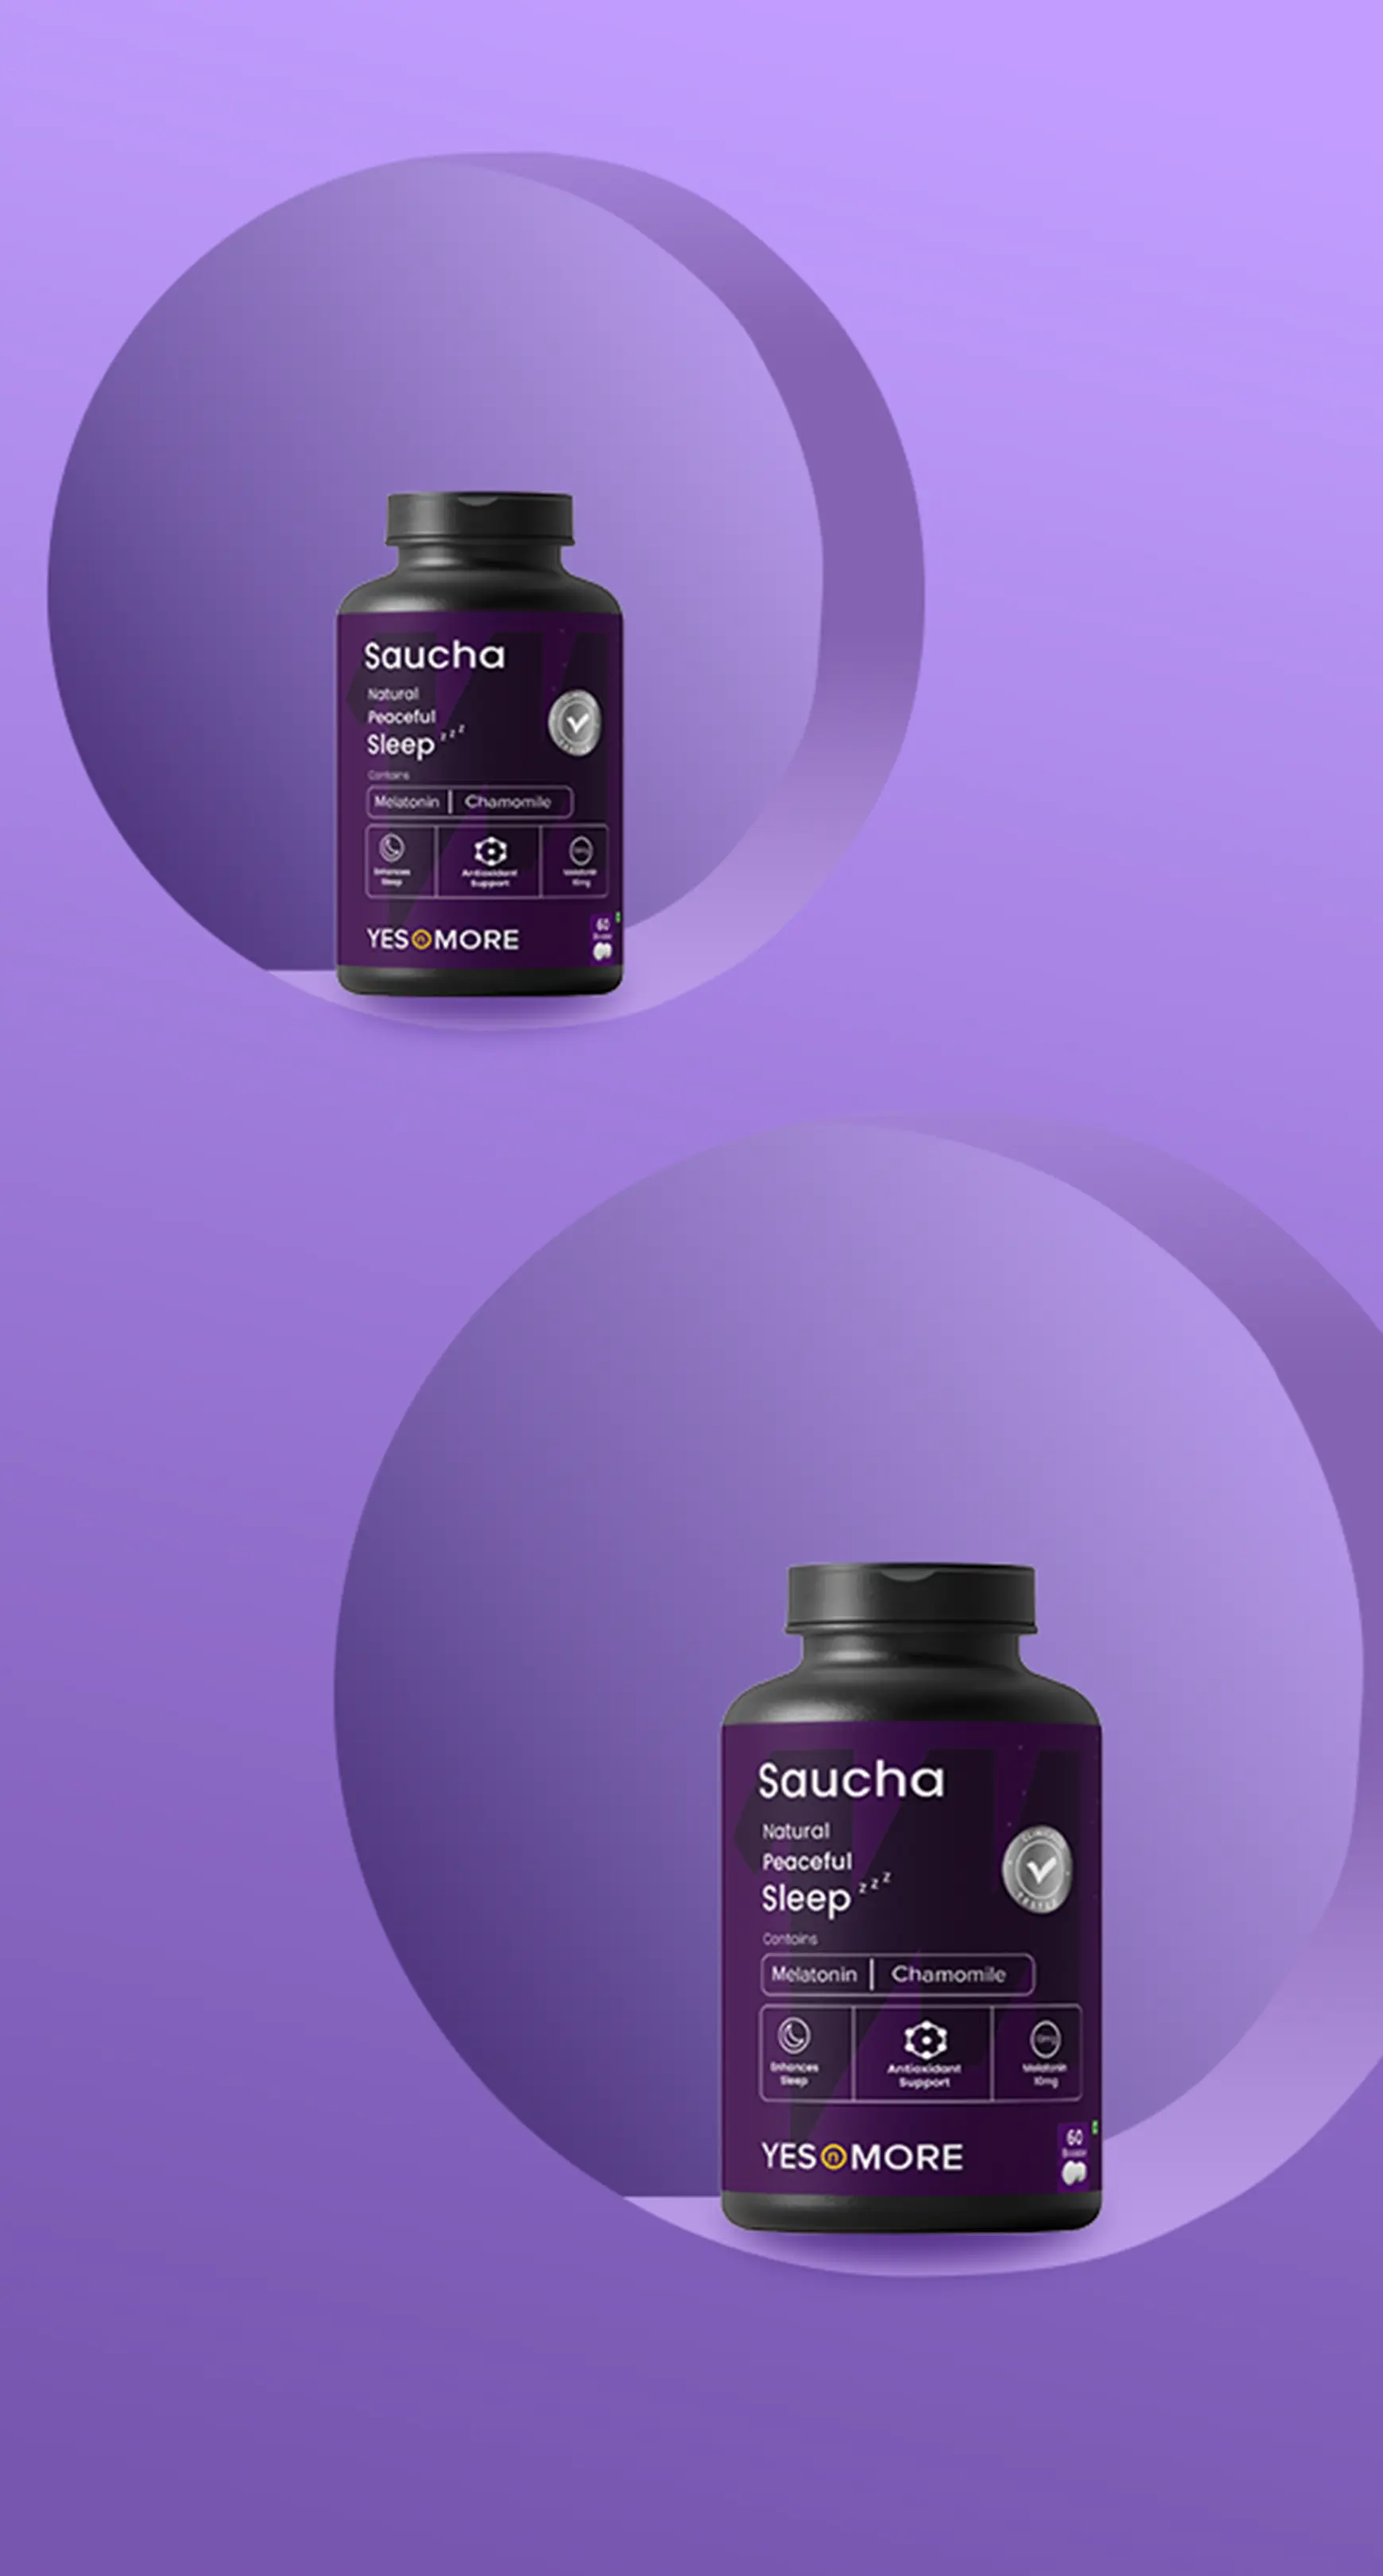 Saucha
Natural
Peaceful
Sleep z z z
Contains
Melatonin | Chamomile
Enhances Sleep
Antioxidant Support
Melatonin 10mg
YES n MORE
60
Saucha
Natural
Peaceful
Sleep z z z
Contains
Melatonin | Chamomile
Enhances Sleep
Antioxidant Support
Melatonin 10mg
YES n MORE
60